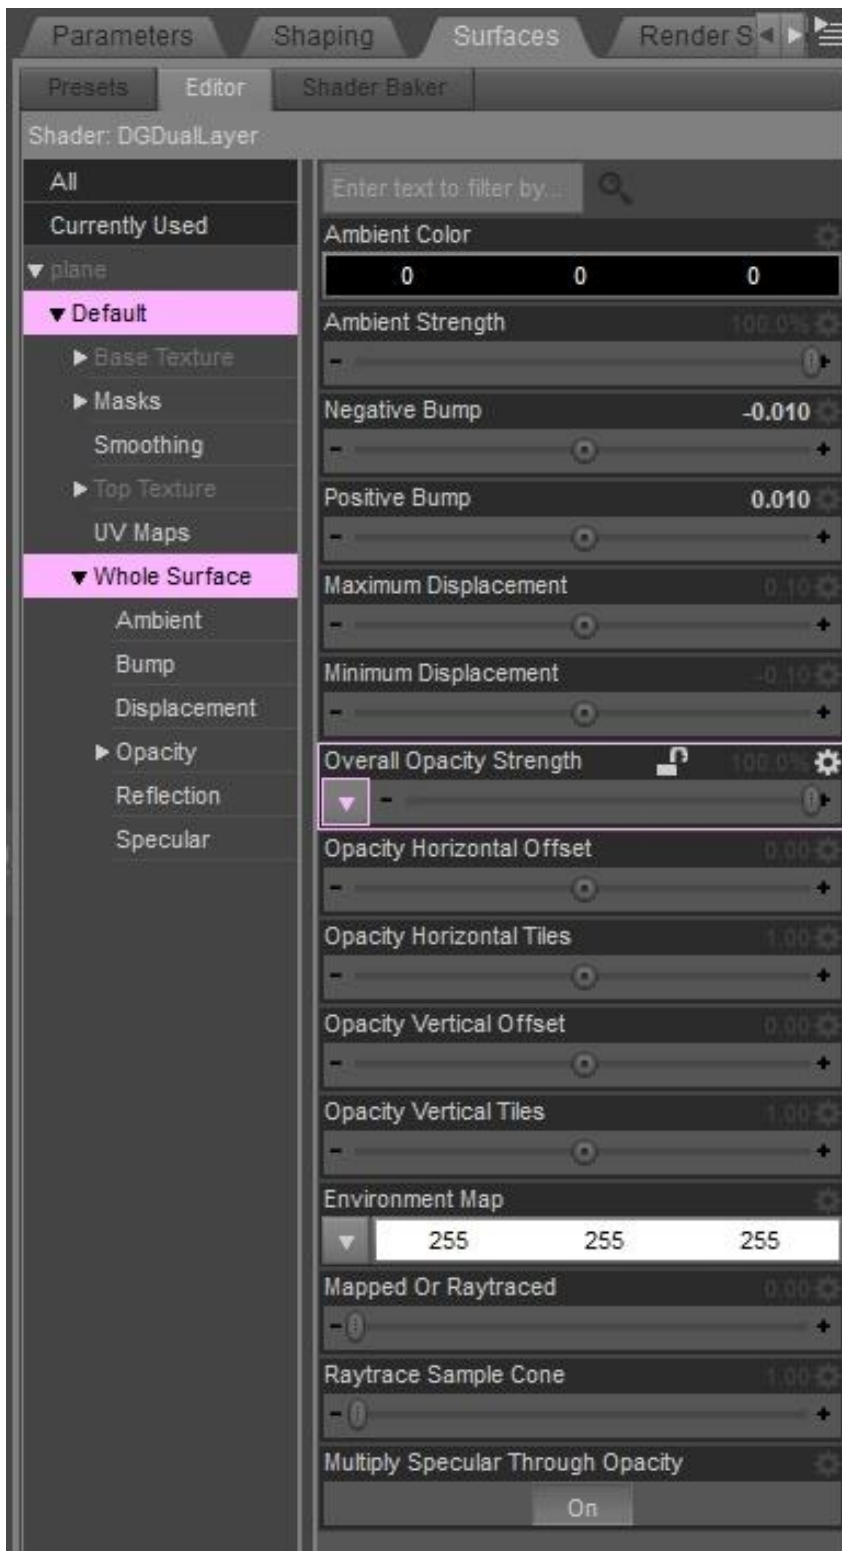 Parameters Shaping Surfaces Render S
Presets Editor Shader Baker
Shader: DGDualLayer
All
Currently Used
plane
Default
Base Texture
Masks
Smoothing
Top Texture
UV Maps
Whole Surface
Ambient
Bump
Displacement
Opacity
Reflection
Specular
Enter text to filter by...
Ambient Color
0 0 0
Ambient Strength 100.0%
- +
Negative Bump -0.010
- +
Positive Bump 0.010
- +
Maximum Displacement 0.10
- +
Minimum Displacement -0.10
- +
Overall Opacity Strength 100.0%
- +
Opacity Horizontal Offset 0.00
- +
Opacity Horizontal Tiles 1.00
- +
Opacity Vertical Offset 0.00
- +
Opacity Vertical Tiles 1.00
- +
Environment Map
255 255 255
Mapped Or Raytraced 0.00
- +
Raytrace Sample Cone 1.00
- +
Multiply Specular Through Opacity
On